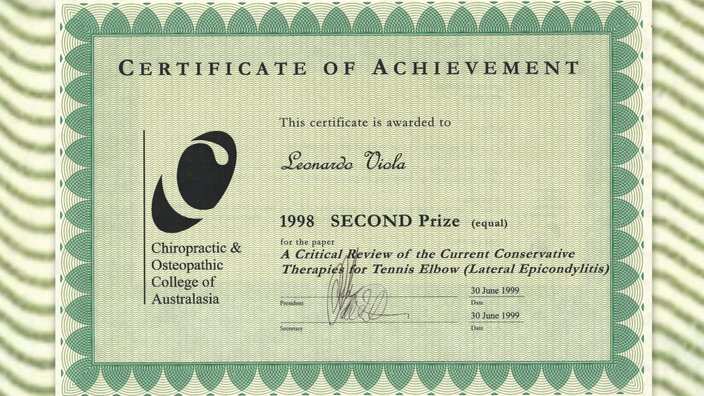 CERTIFICATE OF ACHIEVEMENT
This certificate is awarded to
Leonardo Viola
1998 SECOND Prize (equal)
for the paper
A Critical Review of the Current Conservative
Therapies for Tennis Elbow (Lateral Epicondylitis)
Chiropractic &
Osteopathic
College of
Australasia
30 June 1999
President Date
30 June 1999
Secretary Date